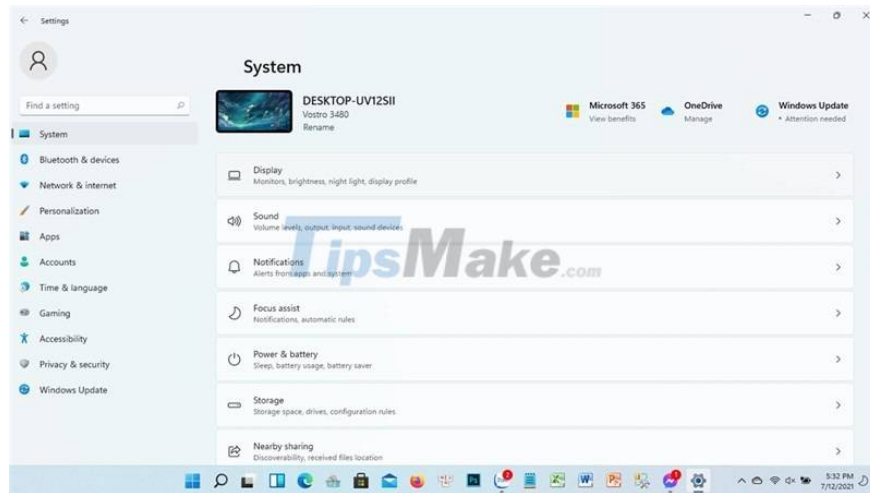 Settings
System
Find a setting
DESKTOP-UV12SII
Vostro 3480
Rename
Microsoft 365
View benefits
OneDrive
Manage
Windows Update
• Attention needed
System
Bluetooth & devices
Network & internet
Personalization
Apps
Accounts
Time & language
Gaming
Accessibility
Privacy & security
Windows Update
Display
Monitors, brightness, night light, display profile
Sound
Volume levels, output, input, sound devices
Notifications
Alerts from apps and system
Focus assist
Notifications, automatic rules
Power & battery
Sleep, battery usage, battery saver
Storage
Storage space, drives, configuration rules
Nearby sharing
Discoverability, received files location
TipsMake.com
5:32 PM
7/12/2021